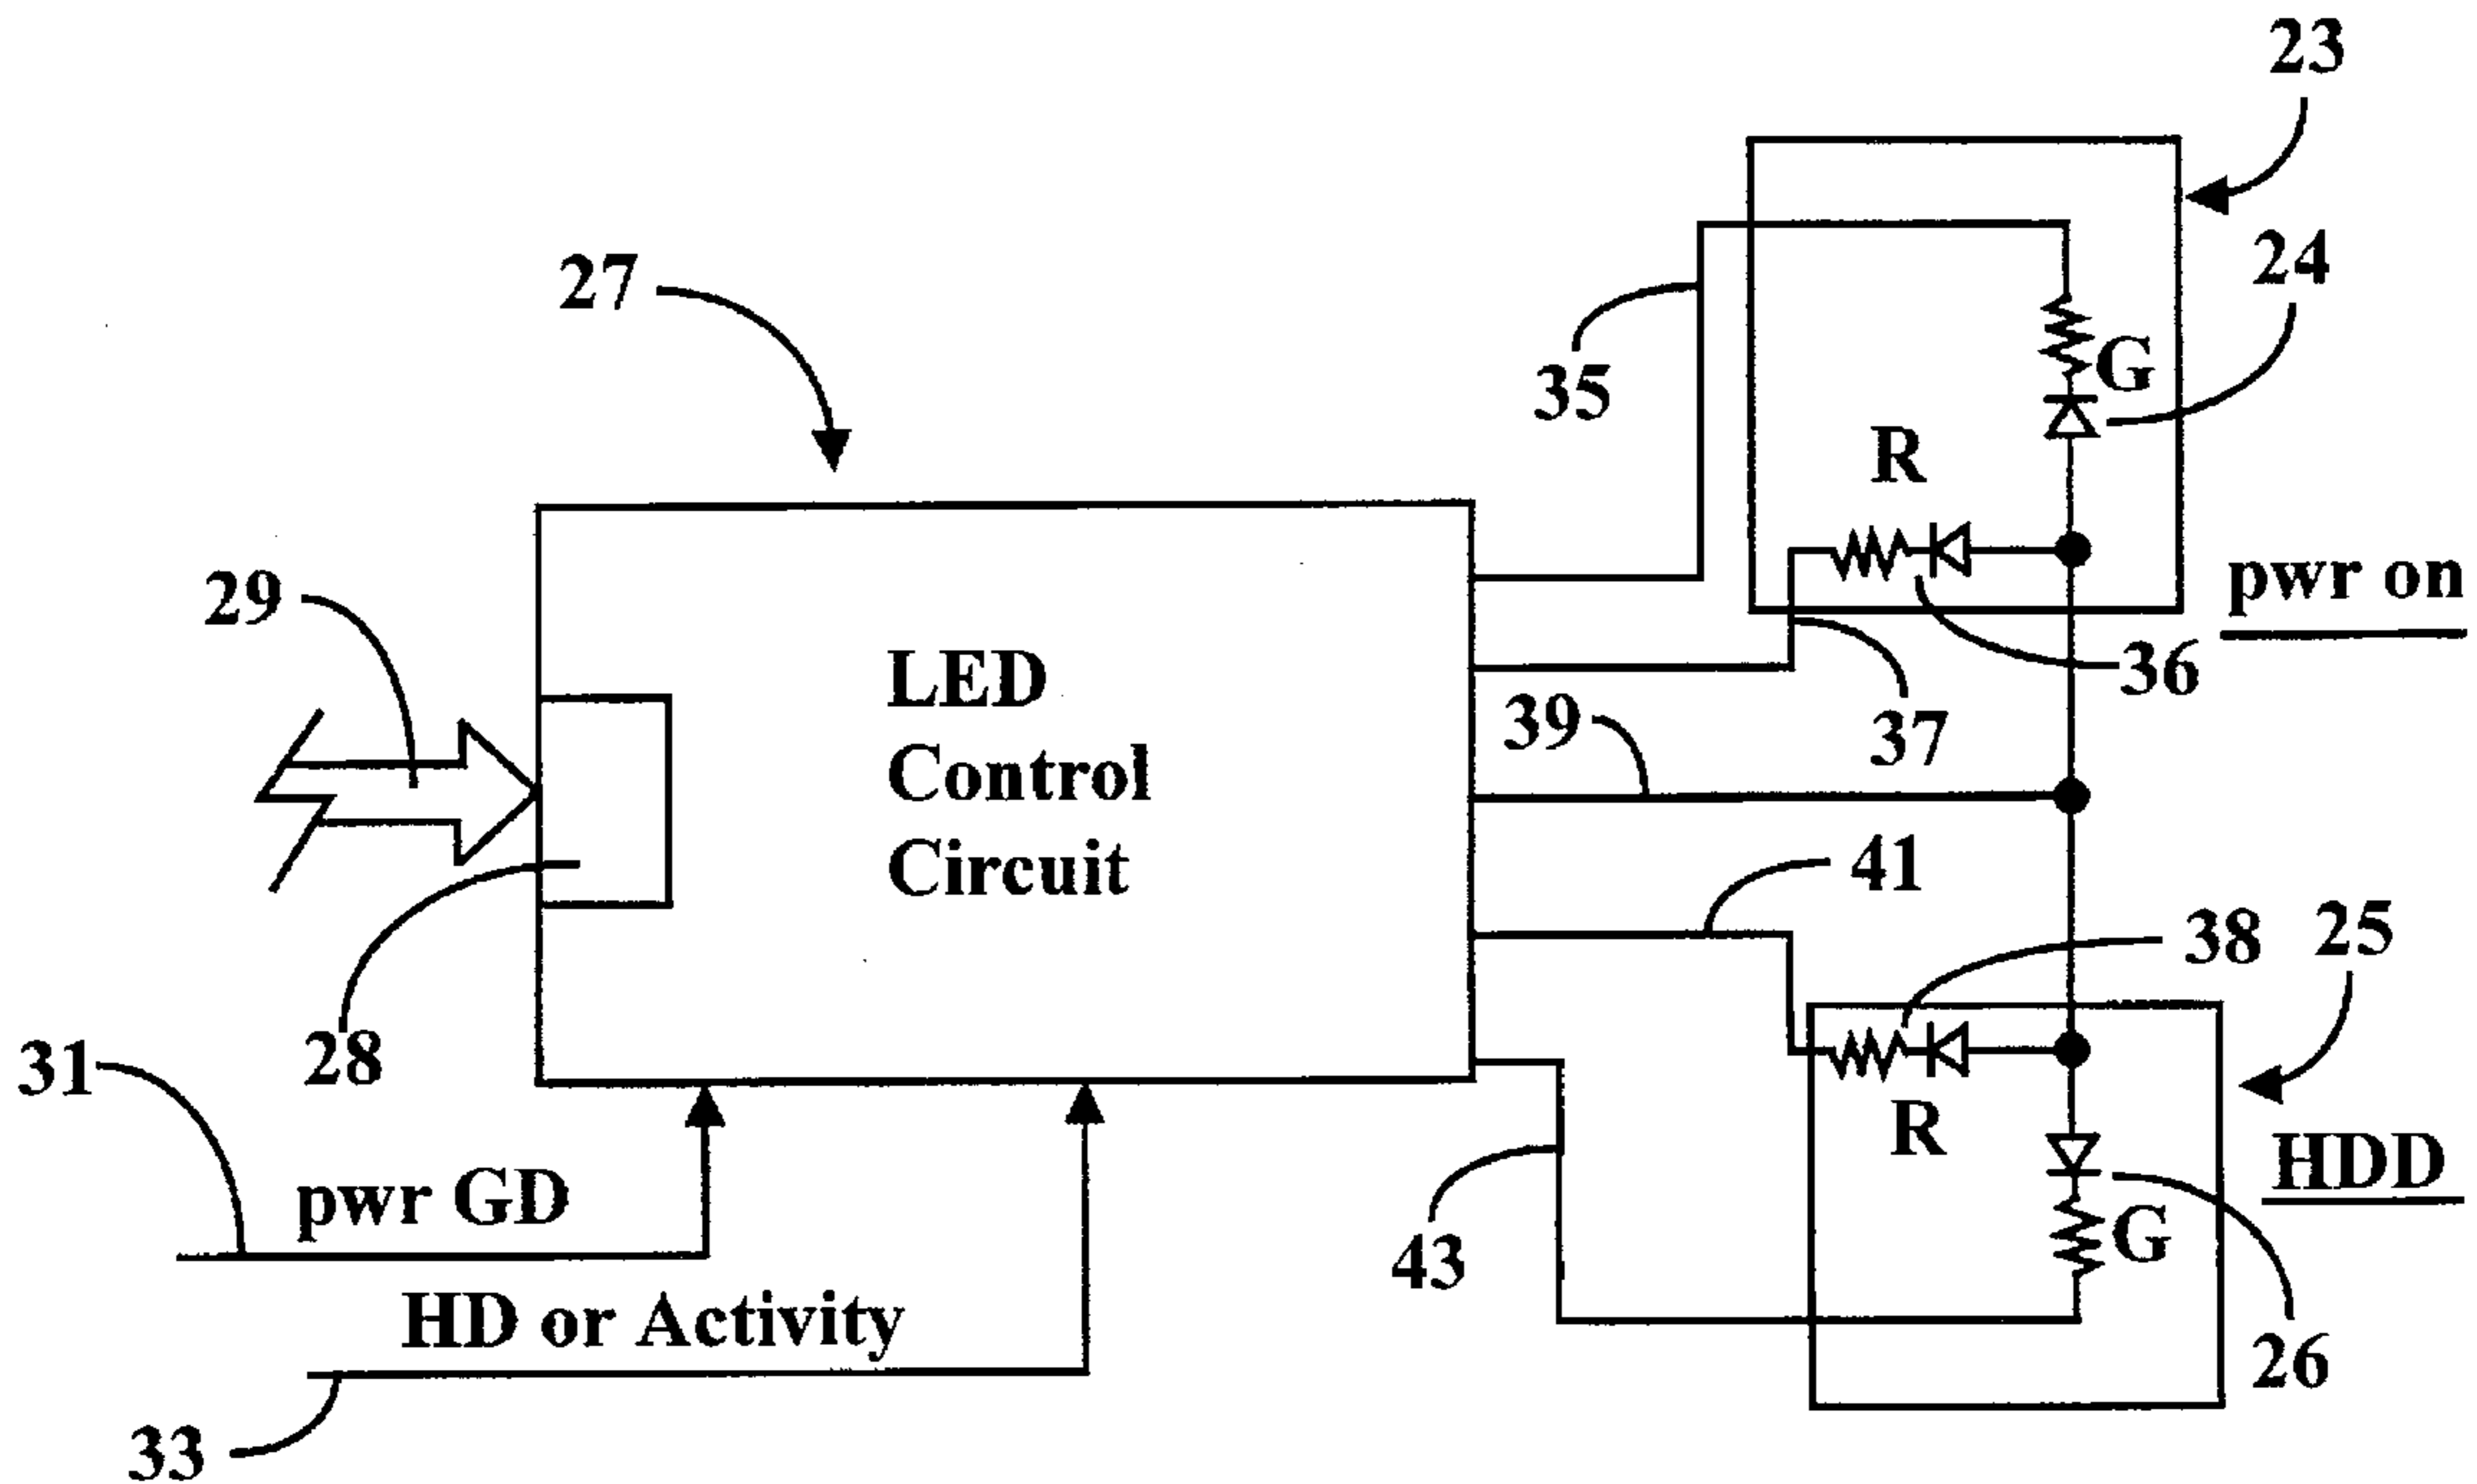 23
27
24
35
G
R
29
pwr on
36
37
39
LED
Control
Circuit
41
38
25
28
31
R
HDD
pwr GD
G
43
HD or Activity
26
33